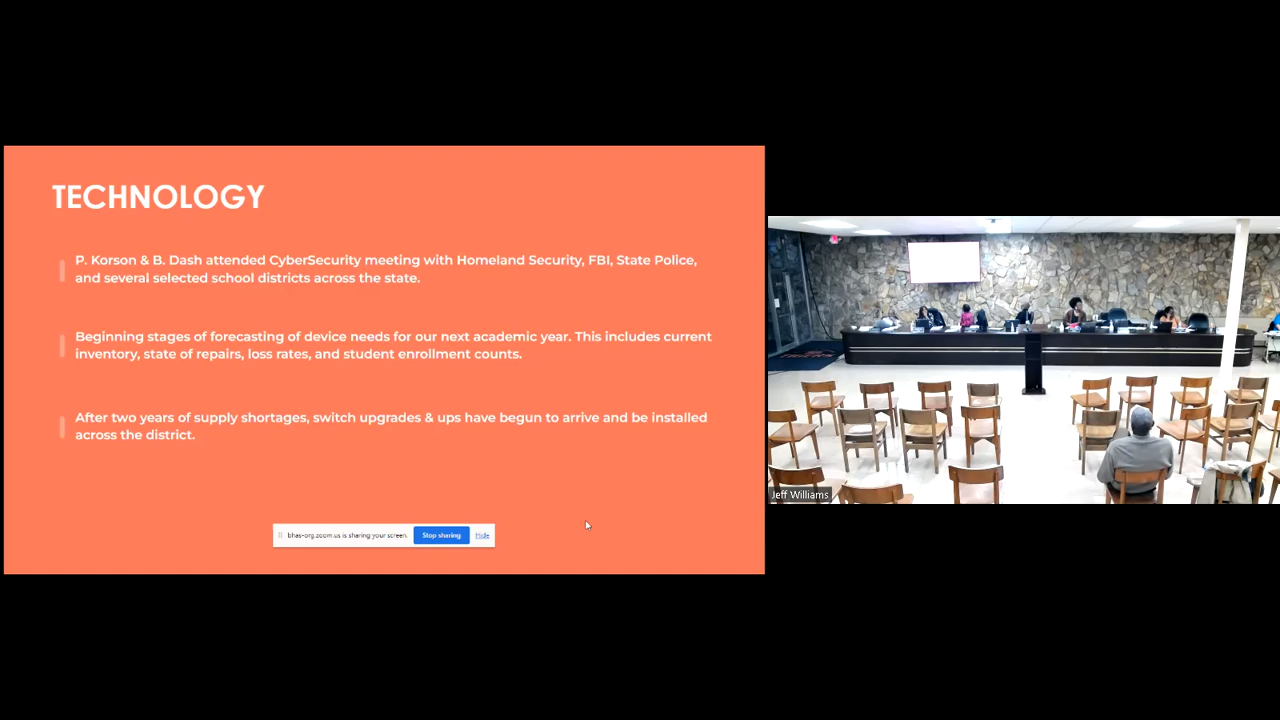 TECHNOLOGY
P. Korson & B. Dash attended CyberSecurity meeting with Homeland Security, FBI, State Police,
and several selected school districts across the state.
Beginning stages of forecasting of device needs for our next academic year. This includes current
inventory, state of repairs, loss rates, and student enrollment counts.
After two years of supply shortages, switch upgrades & ups have begun to arrive and be installed
across the district.
bhas-org.zoom.us is sharing your screen.
Stop sharing
Hide
Jeff Williams